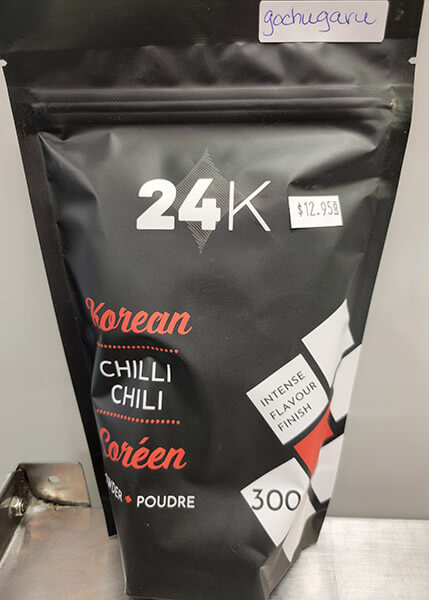 gochugaru
24K
$12.95
Korean
CHILLI
CHILI
Coréen
POUDRE
INTENSE
FLAVOUR
FINISH
300